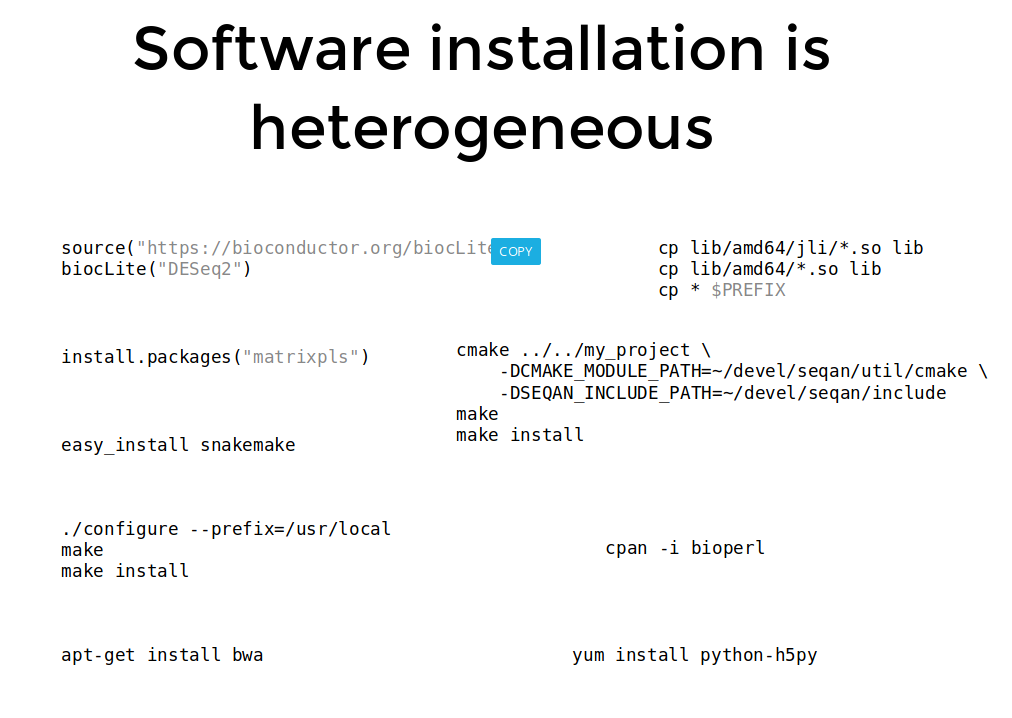 Software installation is
heterogeneous
source("https://bioconductor.org/biocLite
COPY
biocLite("DESeq2")
cp lib/amd64/jli/*.so lib
cp lib/amd64/*.so lib
cp * $PREFIX
install.packages("matrixpls")
cmake ../../my_project \
-DCMAKE_MODULE_PATH=~/devel/seqan/util/cmake \
-DSEQAN_INCLUDE_PATH=~/devel/seqan/include
make
make install
easy_install snakemake
./configure --prefix=/usr/local
make
make install
cpan -i bioperl
apt-get install bwa
yum install python-h5py